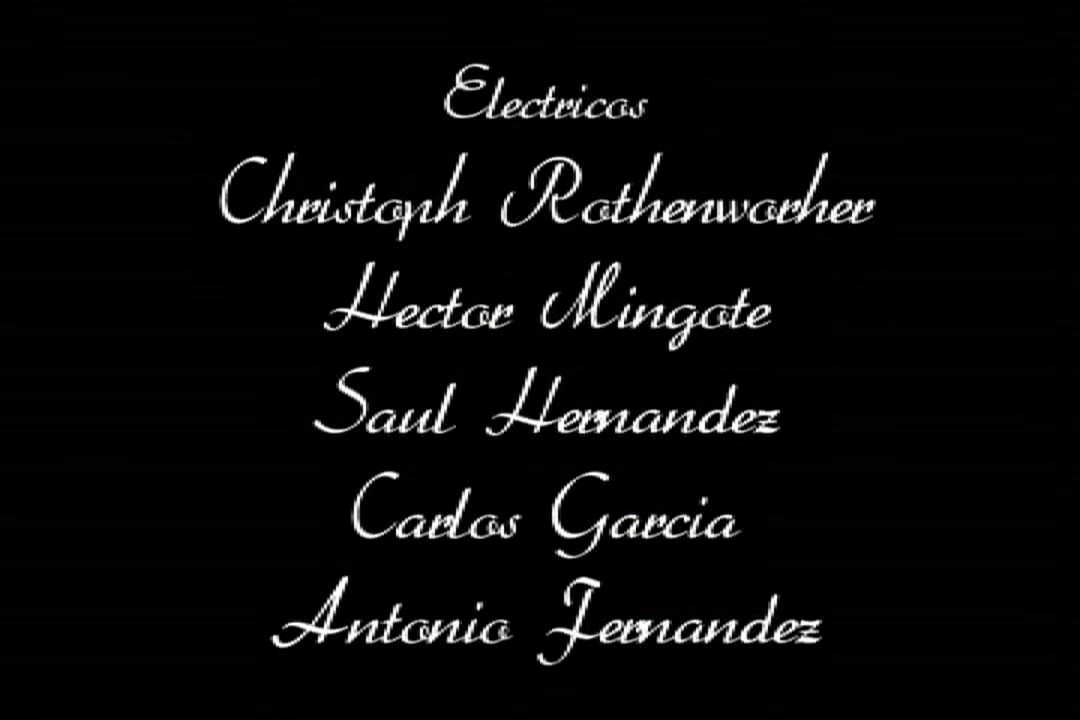 Electricos
Christoph Rothenworher
Hector Mingote
Saul Hernandez
Carlos Garcia
Antonio Fernandez